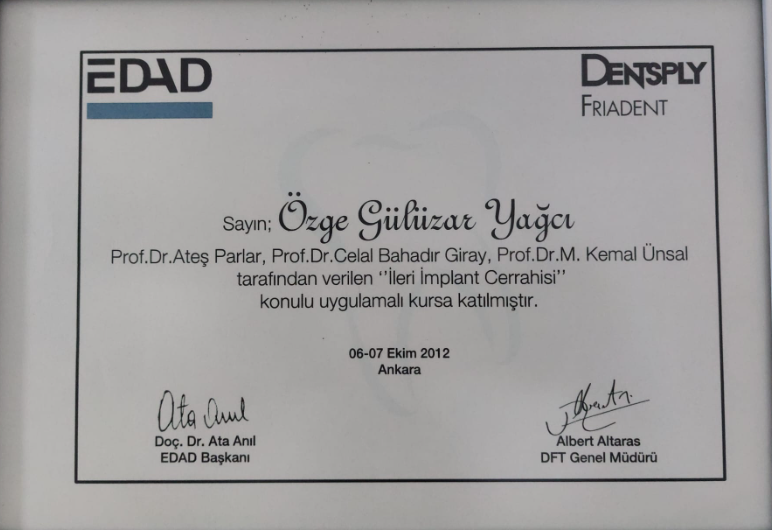 EDAD
DENTSPLY
FRIADENT
Sayın; Özge Gülüzar Yağcı
Prof.Dr.Ateş Parlar, Prof.Dr.Celal Bahadır Giray, Prof.Dr.M. Kemal Ünsal
tarafından verilen ‘‘İleri İmplant Cerrahisi’’
konulu uygulamalı kursa katılmıştır.
06-07 Ekim 2012
Ankara
Ata Anıl
Doç. Dr. Ata Anıl
EDAD Başkanı
Albert Altaras
DFT Genel Müdürü